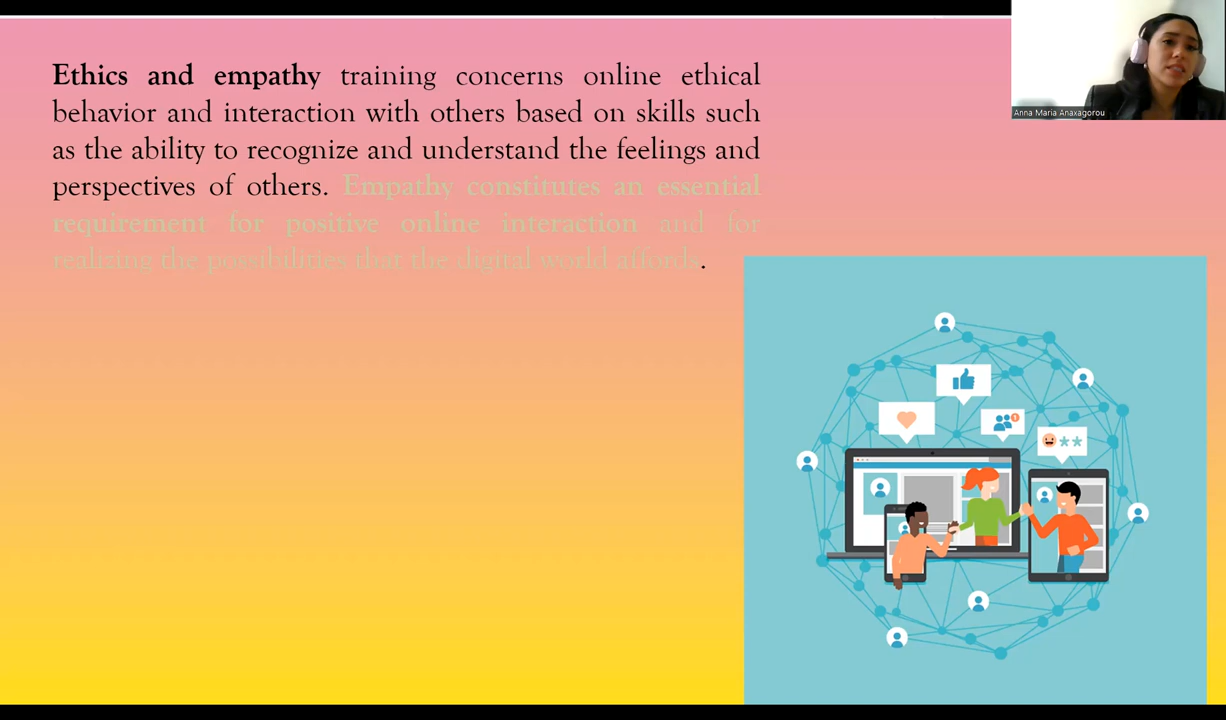 Ethics and empathy training concerns online ethical
behavior and interaction with others based on skills such
as the ability to recognize and understand the feelings and
perspectives of others. Empathy constitutes an essential
requirement for positive online interaction and for
realizing the possibilities that the digital world affords.
Anna Maria Anaxagorou